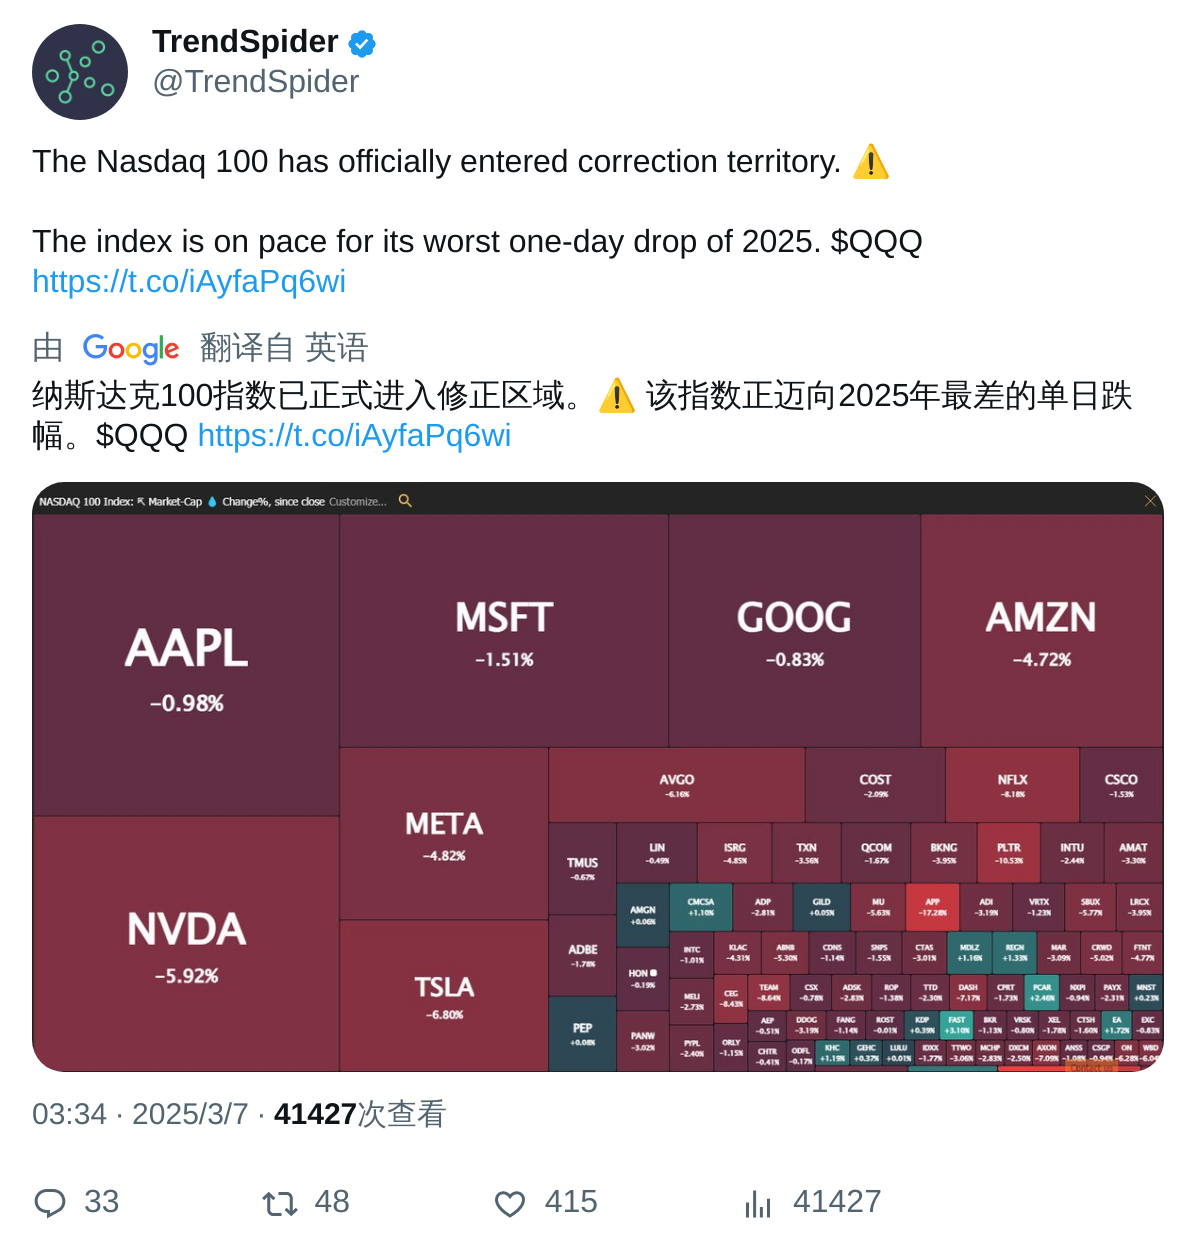 TrendSpider
@TrendSpider
The Nasdaq 100 has officially entered correction territory. ⚠️
The index is on pace for its worst one-day drop of 2025. $QQQ
https://t.co/iAyfaPq6wi
由 Google 翻译自 英语
纳斯达克100指数已正式进入修正区域。⚠️ 该指数正迈向2025年最差的单日跌
幅。$QQQ https://t.co/iAyfaPq6wi
NASDAQ 100 Index: Market-Cap Change%, since close Customize...
AAPL
-0.98%
MSFT
-1.51%
GOOG
-0.83%
AMZN
-4.72%
NVDA
-5.92%
META
-4.82%
TSLA
-6.80%
AVGO
-6.16%
COST
-2.09%
NFLX
-8.18%
CSCO
-1.53%
TMUS
-0.67%
LIN
-0.49%
ISRG
-4.85%
TXN
-3.56%
QCOM
-1.67%
BKNG
-3.95%
PLTR
-10.53%
INTU
-2.44%
AMAT
-3.30%
AMGN
+0.06%
CMCSA
+1.10%
ADP
-2.81%
GILD
+0.05%
MU
-5.63%
APP
-17.28%
ADI
-3.19%
VRTX
-1.23%
SBUX
-5.77%
LRCX
-3.95%
ADBE
-1.78%
HON
-0.19%
INTC
-1.01%
KLAC
-4.31%
ABNB
-5.30%
CDNS
-1.14%
SNPS
-1.55%
CTAS
-3.01%
MDLZ
+1.16%
REGN
+1.33%
MAR
-3.09%
CRWD
-5.02%
FTNT
-4.77%
PEP
+0.08%
PANW
-3.02%
MELI
-2.73%
CEG
-8.43%
TEAM
-8.64%
CSX
-0.78%
ADSK
-2.83%
ROP
-1.38%
TTD
-2.30%
DASH
-7.17%
CPRT
-1.73%
PCAR
+2.46%
NXPI
-0.94%
PAYX
-2.31%
MNST
+0.23%
PYPL
-2.40%
ORLY
-1.15%
AEP
-0.51%
DDOG
-3.19%
FANG
-1.14%
ROST
-0.01%
KDP
+0.39%
FAST
+3.10%
BKR
-1.13%
VRSK
-0.80%
XEL
-1.78%
CTSH
-1.60%
EA
+1.72%
EXC
-0.83%
CHTR
-0.41%
ODFL
-0.17%
KHC
+1.19%
GEHC
+0.37%
LULU
+0.01%
IDXX
-1.77%
TTWO
-3.06%
MCHP
-2.83%
DXCM
-2.50%
AXON
-7.09%
ANSS
-1.08%
CSGP
-0.94%
ON
-6.28%
WBD
-6.04
Contact Us
03:34 · 2025/3/7 · 41427次查看
33 48 415 41427